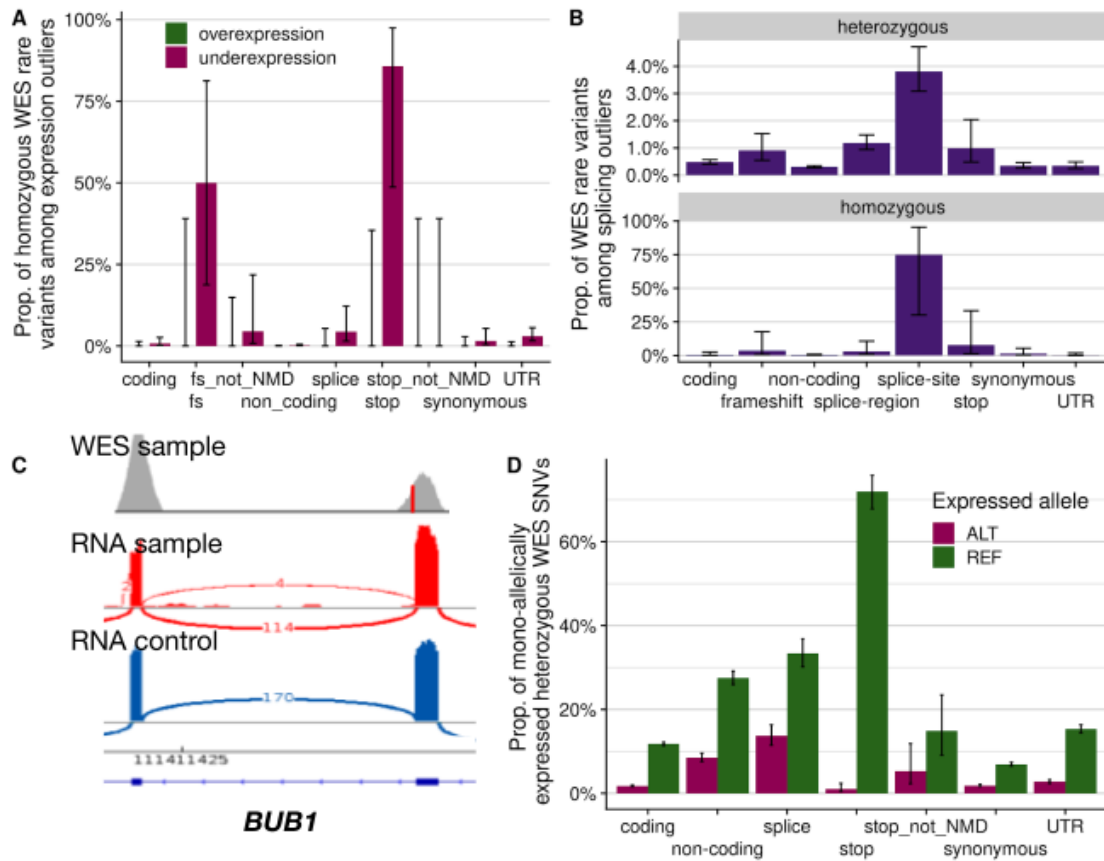 A
Prop. of homozygous WES rare
variants among expression outliers
100%
75%
50%
25%
0%
overexpression
underexpression
coding fs_not_NMD splice stop_not_NMD UTR
fs non_coding stop synonymous
B
Prop. of WES rare variants
among splicing outliers
heterozygous
4.0%
3.0%
2.0%
1.0%
0.0%
homozygous
75%
50%
25%
0%
coding non-coding splice-site synonymous
frameshift splice-region stop UTR
C
WES sample
RNA sample
4
114
RNA control
170
111411425
BUB1
D
Prop. of mono-allelically
expressed heterozygous WES SNVs
60%
40%
20%
0%
Expressed allele
ALT
REF
coding splice stop_not_NMD UTR
non-coding stop synonymous